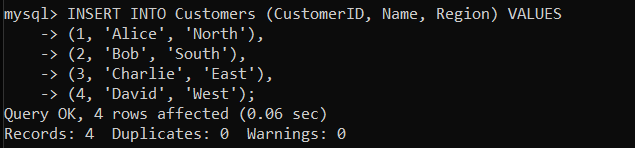 mysql> INSERT INTO Customers (CustomerID, Name, Region) VALUES
    -> (1, 'Alice', 'North'),
    -> (2, 'Bob', 'South'),
    -> (3, 'Charlie', 'East'),
    -> (4, 'David', 'West');
Query OK, 4 rows affected (0.06 sec)
Records: 4  Duplicates: 0  Warnings: 0